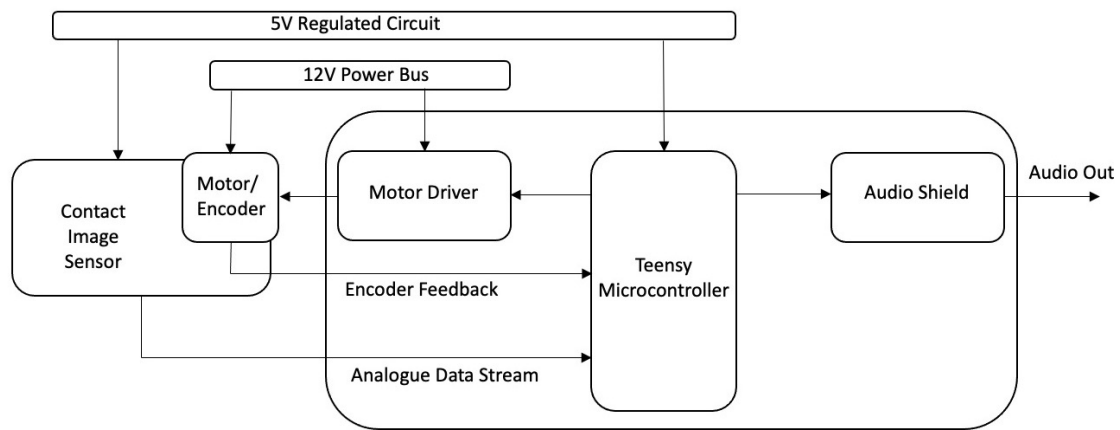 5V Regulated Circuit
12V Power Bus
Motor/
Encoder
Motor Driver
Audio Shield
Audio Out
Contact
Image
Sensor
Teensy
Microcontroller
Encoder Feedback
Analogue Data Stream